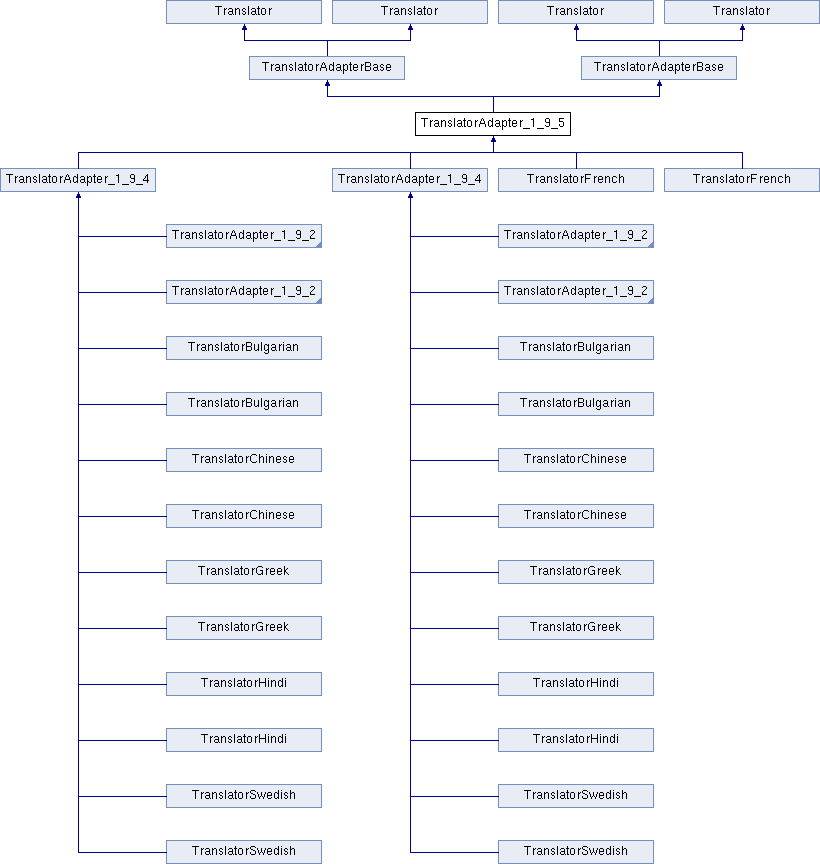 Translator
Translator
Translator
Translator
TranslatorAdapterBase
TranslatorAdapterBase
TranslatorAdapter_1_9_5
TranslatorAdapter_1_9_4
TranslatorAdapter_1_9_4
TranslatorFrench
TranslatorFrench
TranslatorAdapter_1_9_2
TranslatorAdapter_1_9_2
TranslatorAdapter_1_9_2
TranslatorAdapter_1_9_2
TranslatorBulgarian
TranslatorBulgarian
TranslatorBulgarian
TranslatorBulgarian
TranslatorChinese
TranslatorChinese
TranslatorChinese
TranslatorChinese
TranslatorGreek
TranslatorGreek
TranslatorGreek
TranslatorGreek
TranslatorHindi
TranslatorHindi
TranslatorHindi
TranslatorHindi
TranslatorSwedish
TranslatorSwedish
TranslatorSwedish
TranslatorSwedish